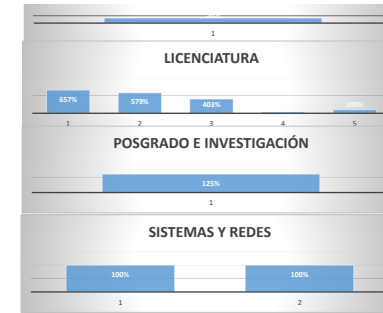 1
LICENCIATURA
657% 579% 403% 100%
1 2 3 4 5
POSGRADO E INVESTIGACIÓN
125%
1
SISTEMAS Y REDES
100% 100%
1 2